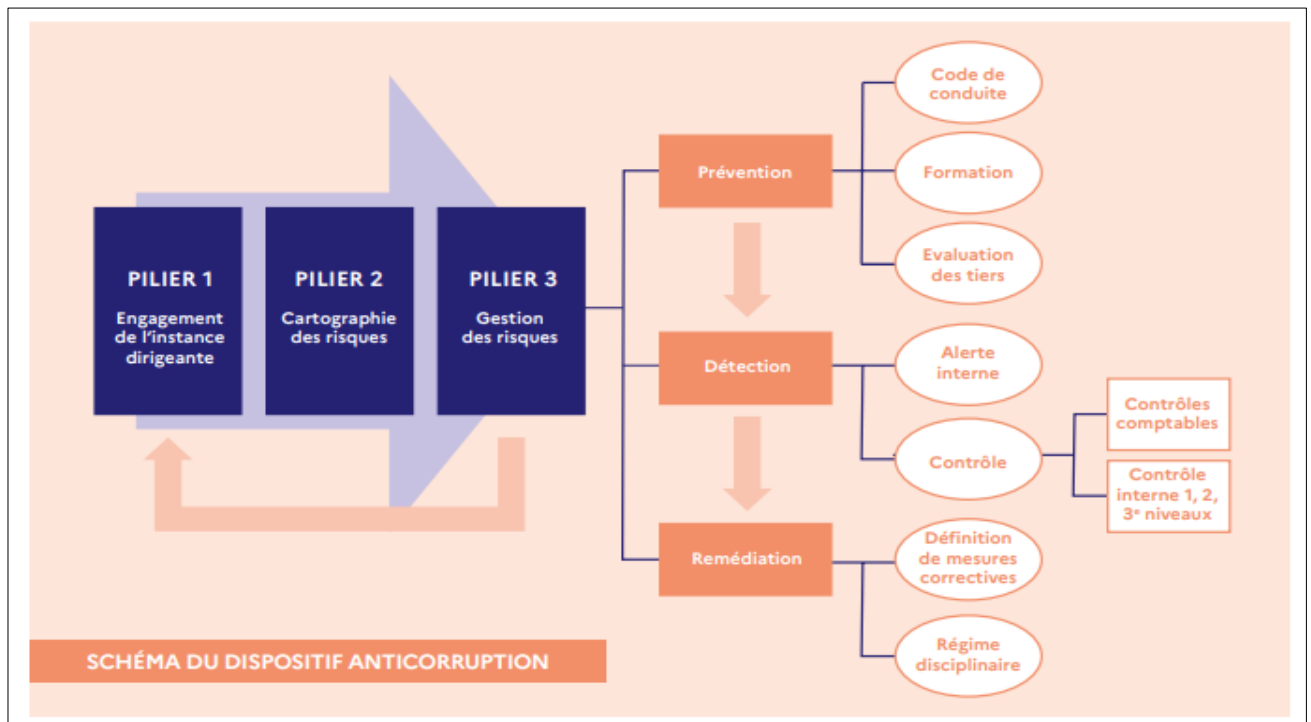 PILIER 1
Engagement
de l'instance
dirigeante
PILIER 2
Cartographie
des risques
PILIER 3
Gestion
des risques
Prévention
Code de
conduite
Formation
Evaluation
des tiers
Détection
Alerte
interne
Contrôle
Contrôles
comptables
Contrôle
interne 1, 2,
3e niveaux
Remédiation
Définition
de mesures
correctives
Régime
disciplinaire
SCHÉMA DU DISPOSITIF ANTICORRUPTION